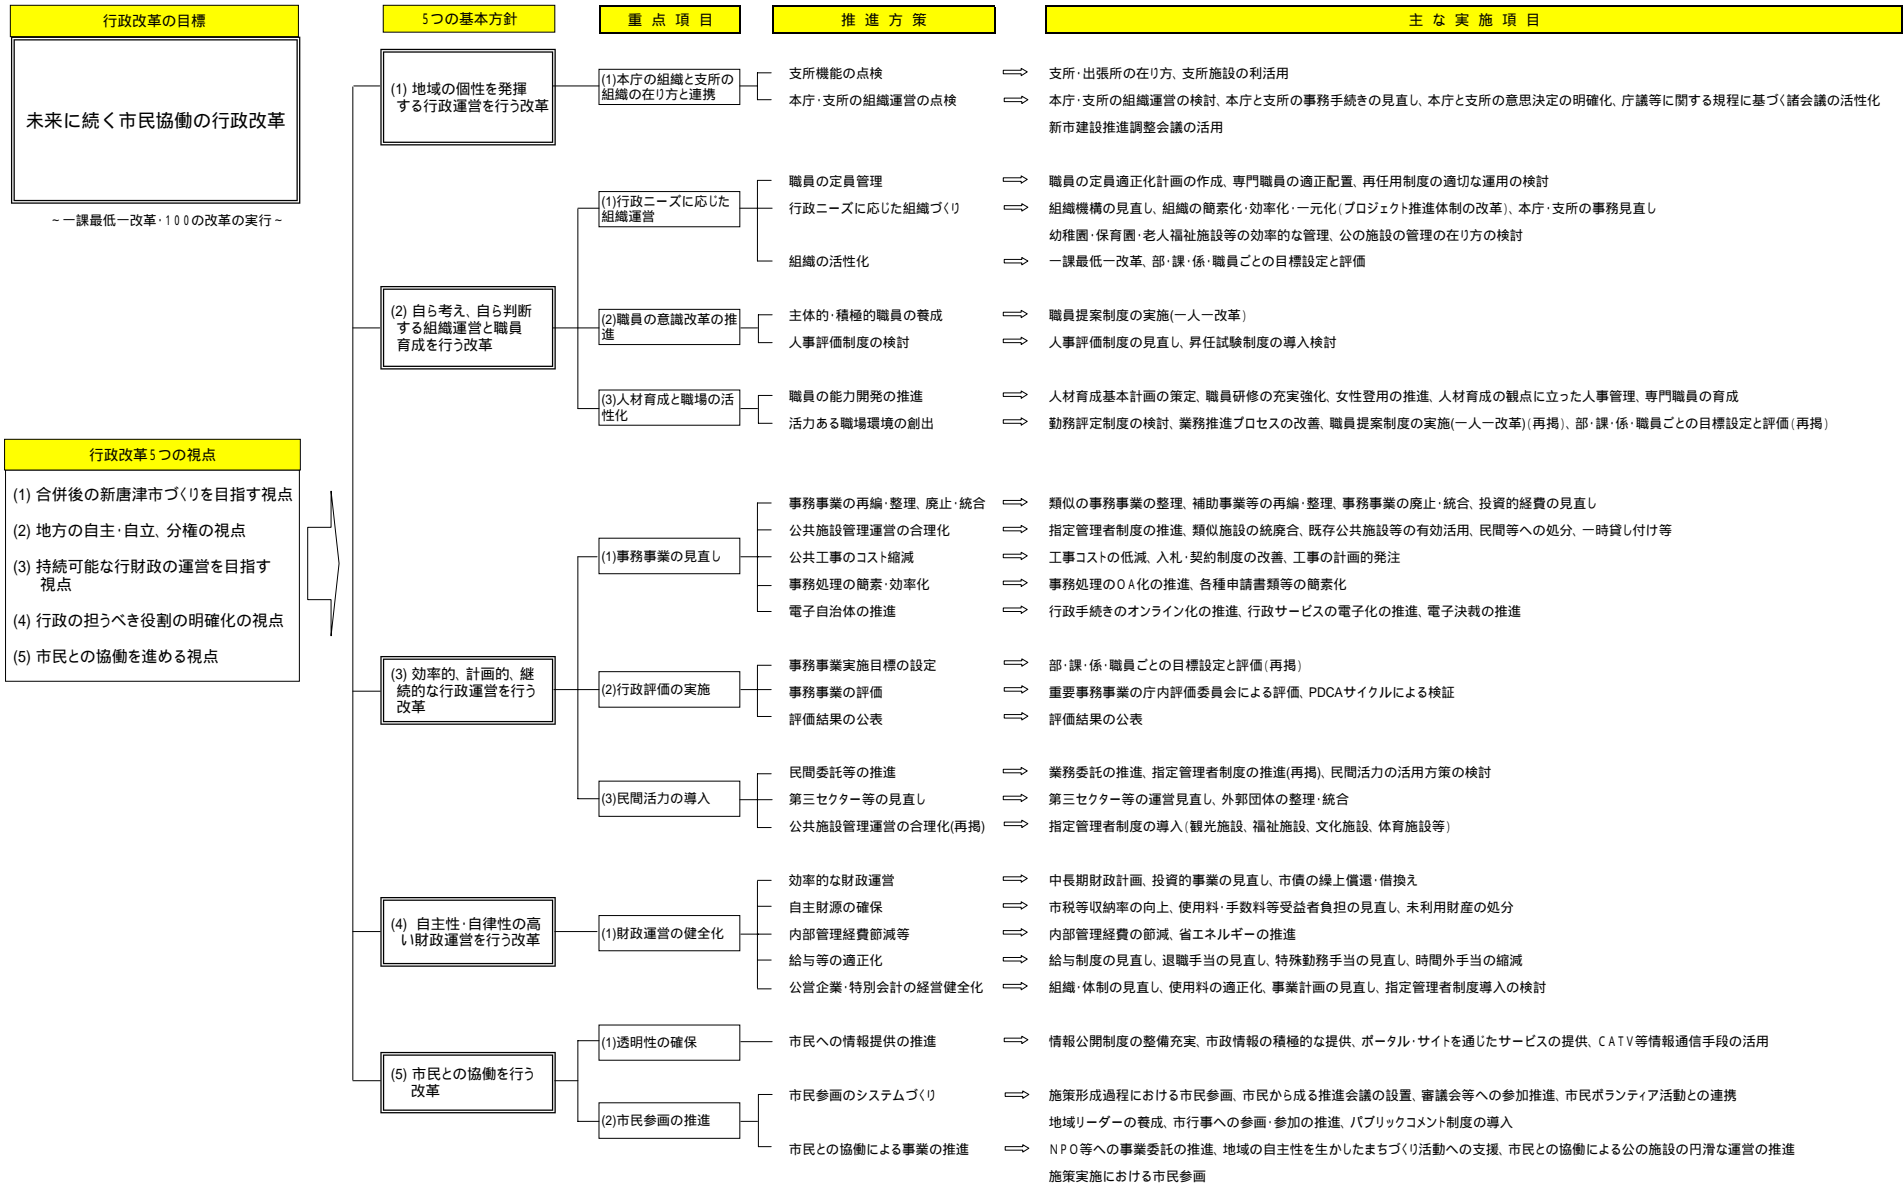 行政改革の目標
5つの基本方針
重点項目
推進方策
主な実施項目
未来に続く市民協働の行政改革
~一課最低一改革・100の改革の実行~
行政改革5つの視点
(1) 合併後の新唐津市づくりを目指す視点
(2) 地方の自主・自立、分権の視点
(3) 持続可能な行財政の運営を目指す
視点
(4) 行政の担うべき役割の明確化の視点
(5) 市民との協働を進める視点
(1) 地域の個性を発揮
する行政運営を行う改革
(1)本庁の組織と支所の
組織の在り方と連携
支所機能の点検 ⇒ 支所・出張所の在り方、支所施設の利活用
本庁・支所の組織運営の点検 ⇒ 本庁・支所の組織運営の検討、本庁と支所の事務手続きの見直し、本庁と支所の意思決定の明確化、庁議等に関する規程に基づく諸会議の活性化
新市建設推進調整会議の活用
(2) 自ら考え、自ら判断
する組織運営と職員
育成を行う改革
(1)行政ニーズに応じた
組織運営
職員の定員管理 ⇒ 職員の定員適正化計画の作成、専門職員の適正配置、再任用制度の適切な運用の検討
行政ニーズに応じた組織づくり ⇒ 組織機構の見直し、組織の簡素化・効率化・一元化(プロジェクト推進体制の改革)、本庁・支所の事務見直し
幼稚園・保育園・老人福祉施設等の効率的な管理、公の施設の管理の在り方の検討
組織の活性化 ⇒ 一課最低一改革、部・課・係・職員ごとの目標設定と評価
(2)職員の意識改革の推
進
主体的・積極的職員の養成 ⇒ 職員提案制度の実施(一人一改革)
人事評価制度の検討 ⇒ 人事評価制度の見直し、昇任試験制度の導入検討
(3)人材育成と職場の活
性化
職員の能力開発の推進 ⇒ 人材育成基本計画の策定、職員研修の充実強化、女性登用の推進、人材育成の観点に立った人事管理、専門職員の育成
活力ある職場環境の創出 ⇒ 勤務評定制度の検討、業務推進プロセスの改善、職員提案制度の実施(一人一改革)(再掲)、部・課・係・職員ごとの目標設定と評価(再掲)
(3) 効率的、計画的、継
続的な行政運営を行う
改革
(1)事務事業の見直し
事務事業の再編・整理、廃止・統合 ⇒ 類似の事務事業の整理、補助事業等の再編・整理、事務事業の廃止・統合、投資的経費の見直し
公共施設管理運営の合理化 ⇒ 指定管理者制度の推進、類似施設の統廃合、既存公共施設等の有効活用、民間等への処分、一時貸し付け等
公共工事のコスト縮減 ⇒ 工事コストの低減、入札・契約制度の改善、工事の計画的発注
事務処理の簡素・効率化 ⇒ 事務処理のOA化の推進、各種申請書類等の簡素化
電子自治体の推進 ⇒ 行政手続きのオンライン化の推進、行政サービスの電子化の推進、電子決裁の推進
(2)行政評価の実施
事務事業実施目標の設定 ⇒ 部・課・係・職員ごとの目標設定と評価(再掲)
事務事業の評価 ⇒ 重要事務事業の庁内評価委員会による評価、PDCAサイクルによる検証
評価結果の公表 ⇒ 評価結果の公表
(3)民間活力の導入
民間委託等の推進 ⇒ 業務委託の推進、指定管理者制度の推進(再掲)、民間活力の活用方策の検討
第三セクター等の見直し ⇒ 第三セクター等の運営見直し、外郭団体の整理・統合
公共施設管理運営の合理化(再掲) ⇒ 指定管理者制度の導入(観光施設、福祉施設、文化施設、体育施設等)
(4) 自主性・自律性の高
い財政運営を行う改革
(1)財政運営の健全化
効率的な財政運営 ⇒ 中長期財政計画、投資的事業の見直し、市債の繰上償還・借換え
自主財源の確保 ⇒ 市税等収納率の向上、使用料・手数料等受益者負担の見直し、未利用財産の処分
内部管理経費節減等 ⇒ 内部管理経費の節減、省エネルギーの推進
給与等の適正化 ⇒ 給与制度の見直し、退職手当の見直し、特殊勤務手当の見直し、時間外手当の縮減
公営企業・特別会計の経営健全化 ⇒ 組織・体制の見直し、使用料の適正化、事業計画の見直し、指定管理者制度導入の検討
(5) 市民との協働を行う
改革
(1)透明性の確保
市民への情報提供の推進 ⇒ 情報公開制度の整備充実、市政情報の積極的な提供、ポータル・サイトを通じたサービスの提供、CATV等情報通信手段の活用
(2)市民参画の推進
市民参画のシステムづくり ⇒ 施策形成過程における市民参画、市民から成る推進会議の設置、審議会等への参加推進、市民ボランティア活動との連携
地域リーダーの養成、市行事への参画・参加の推進、パブリックコメント制度の導入
市民との協働による事業の推進 ⇒ NPO等への事業委託の推進、地域の自主性を生かしたまちづくり活動への支援、市民との協働による公の施設の円滑な運営の推進
施策実施における市民参画